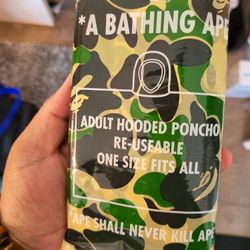 *A BATHING APE
ADULT HOODED PONCHO
RE-USEABLE
ONE SIZE FITS ALL
"APE SHALL NEVER KILL APE